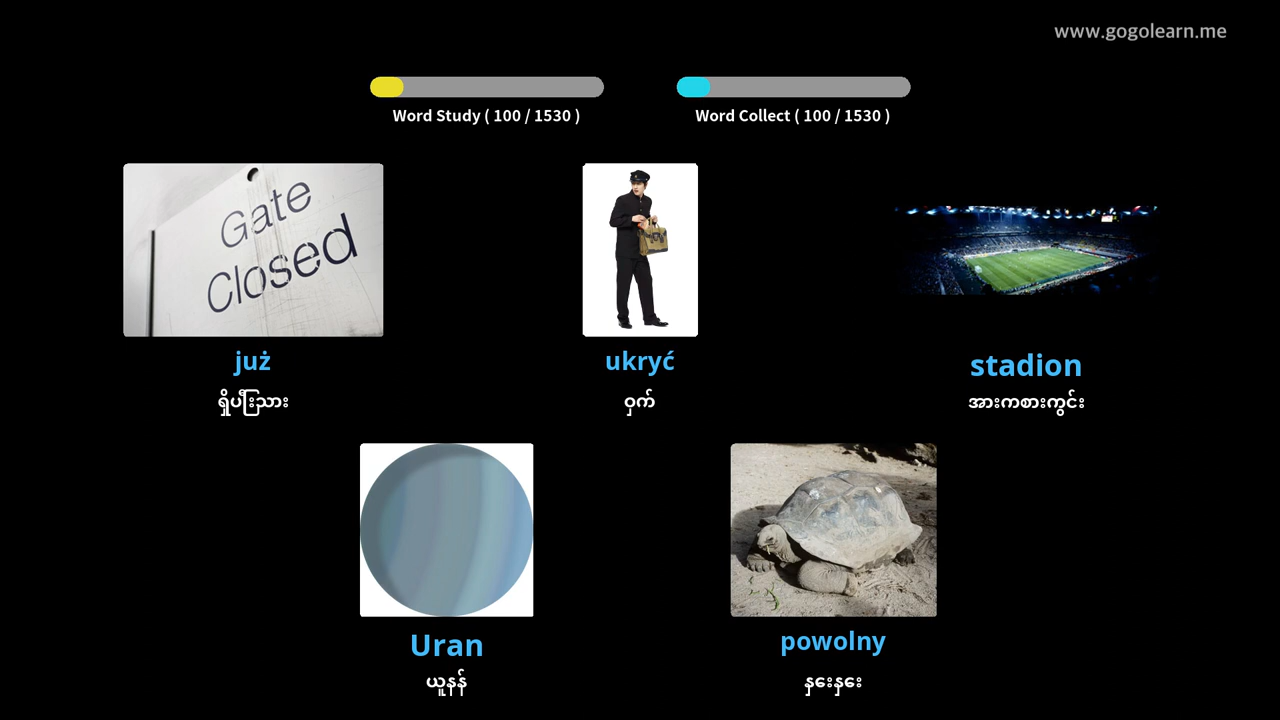 www.gogolearn.me
Word Study ( 100 / 1530 )
Word Collect ( 100 / 1530 )
Gate
Closed
już
ukryć
stadion
ရှိပြီးသား
ဝှက်
အားကစားကွင်း
Uran
powolny
ယူနန်
နှေးနှေး